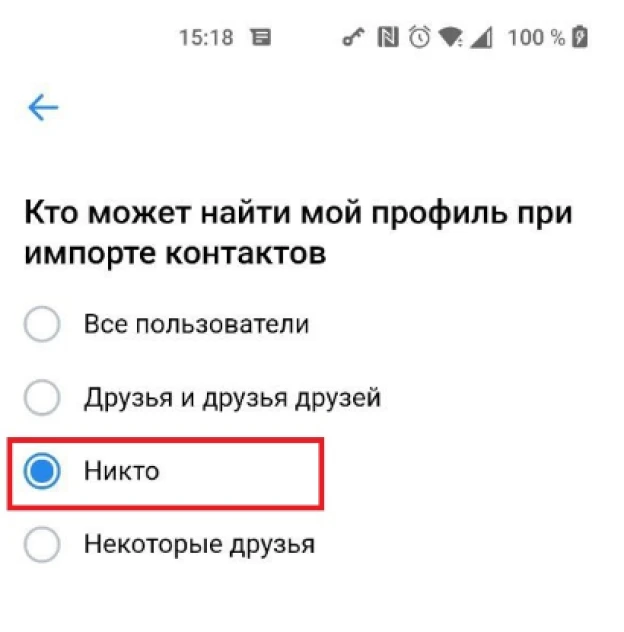 15:18 100 %
Кто может найти мой профиль при
импорте контактов
Все пользователи
Друзья и друзья друзей
Никто
Некоторые друзья